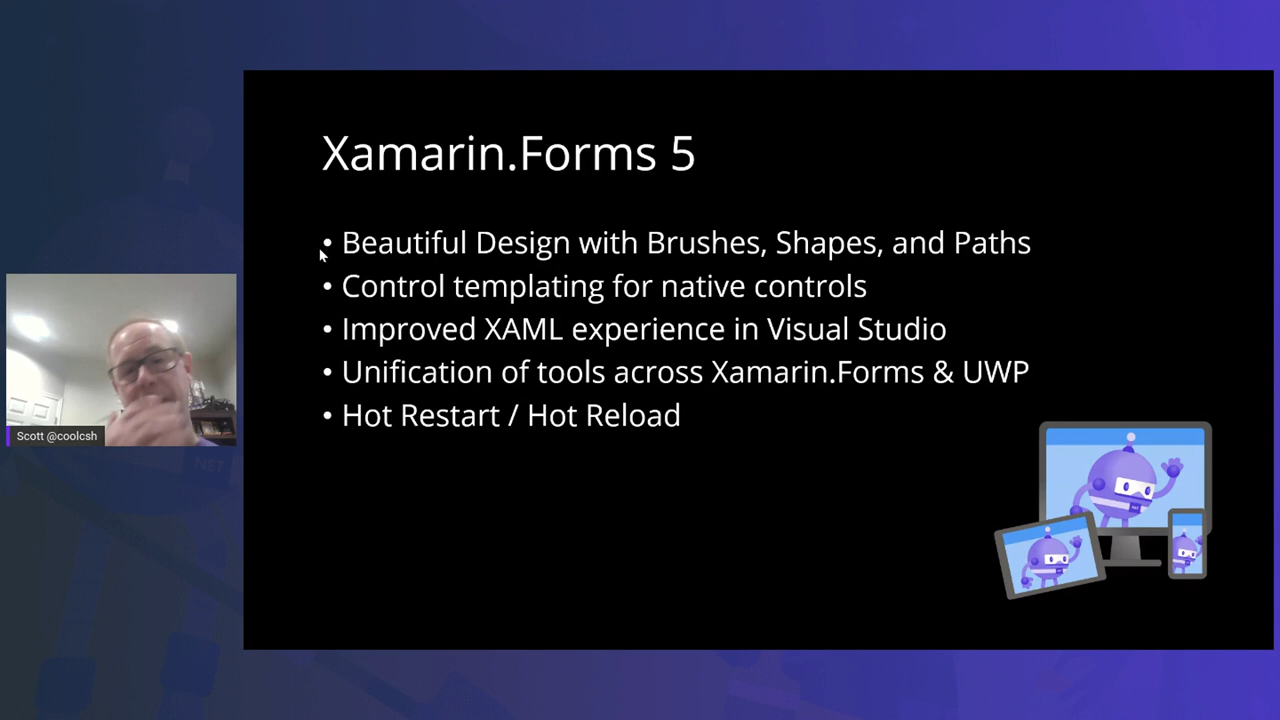 Xamarin.Forms 5
• Beautiful Design with Brushes, Shapes, and Paths
• Control templating for native controls
• Improved XAML experience in Visual Studio
• Unification of tools across Xamarin.Forms & UWP
• Hot Restart / Hot Reload
Scott @coolcsh
NET